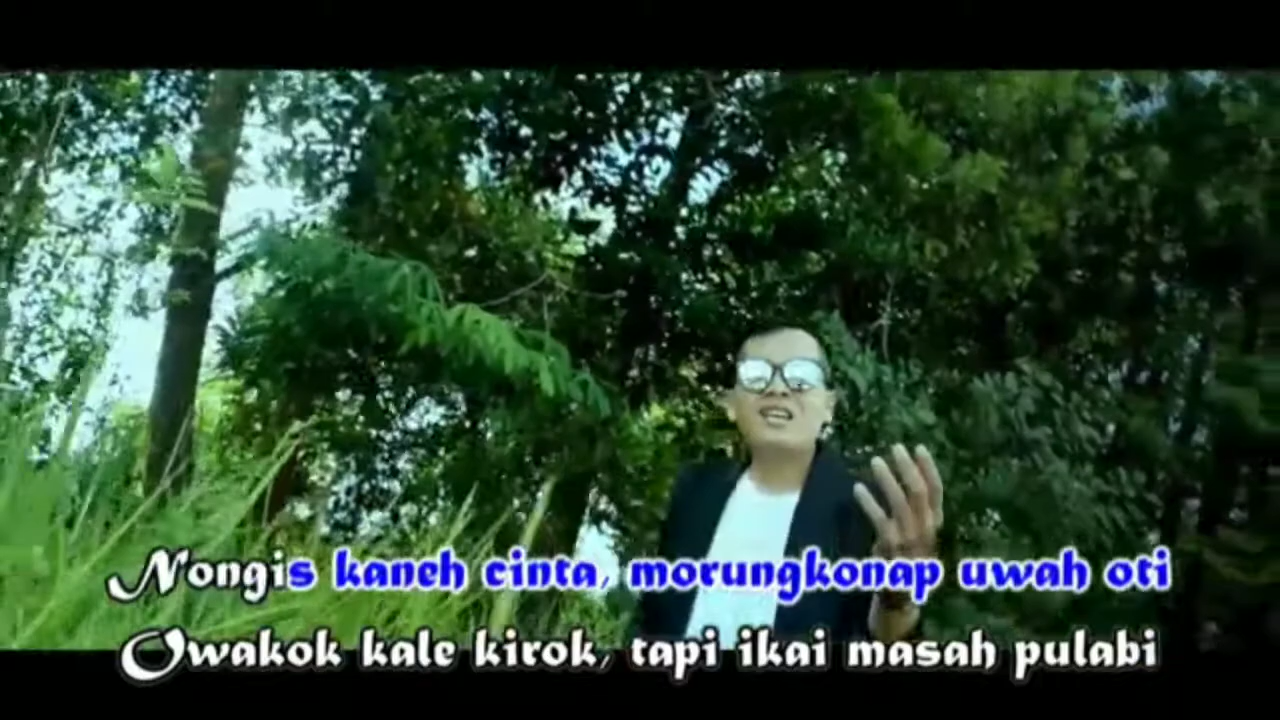 Nongis kaneh cinta, morungkonap uwah oti
Owakok kale kirok, tapi ikai masah pulabi